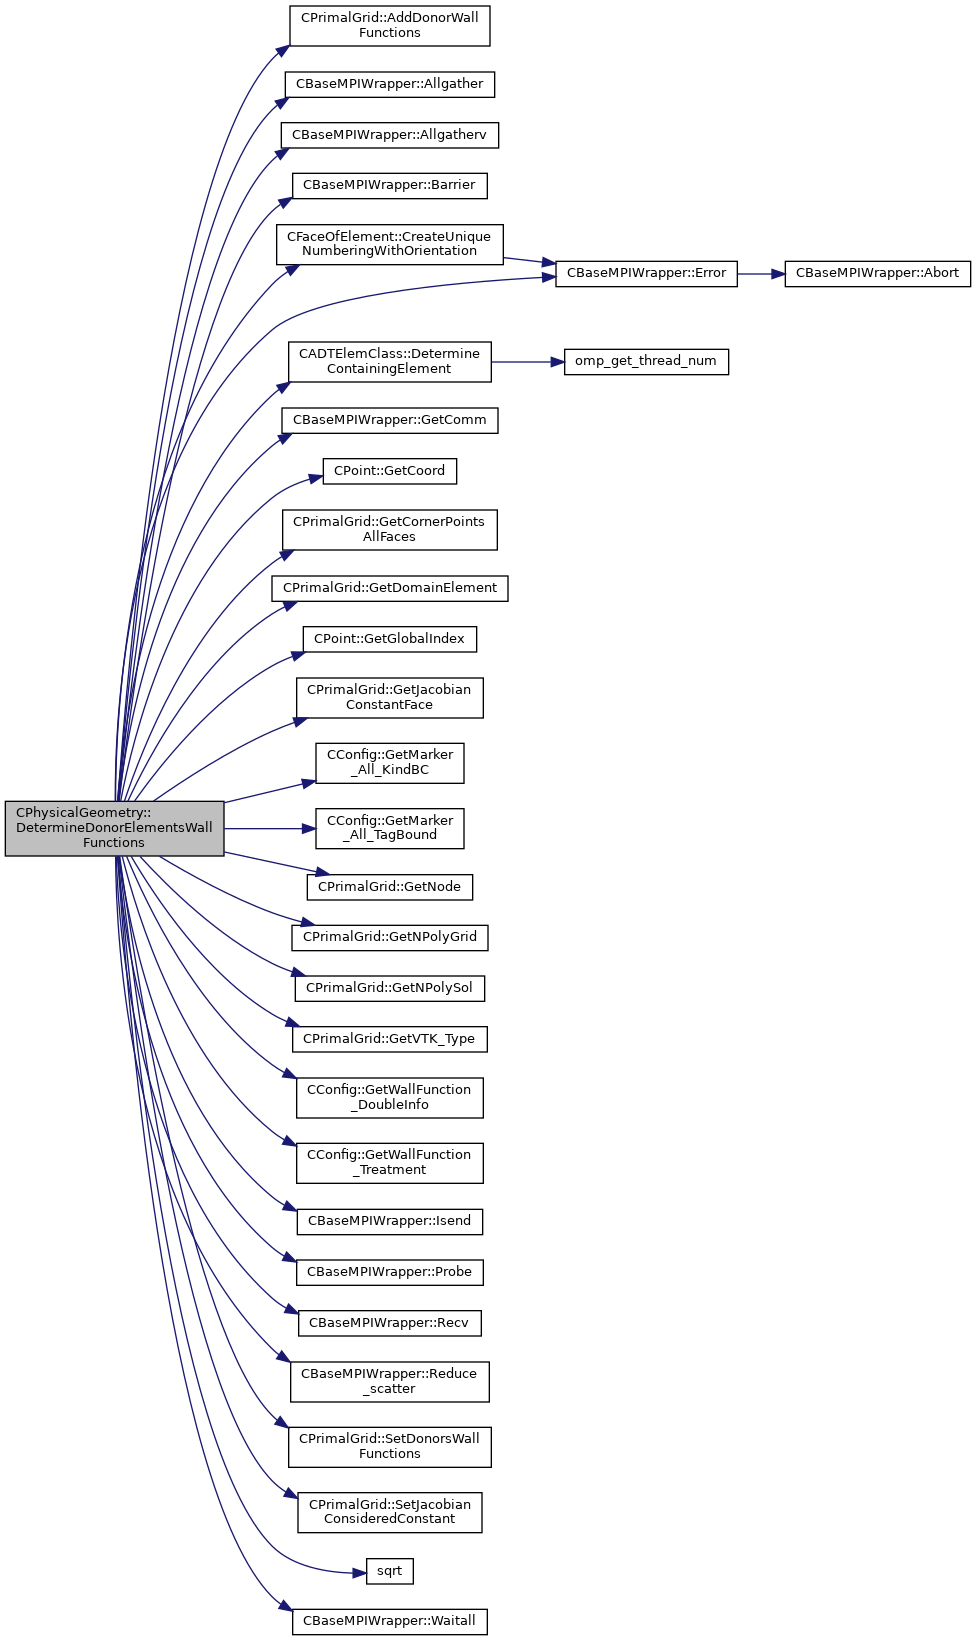 CPrimalGrid::AddDonorWall
Functions
CBaseMPIWrapper::Allgather
CBaseMPIWrapper::Allgatherv
CBaseMPIWrapper::Barrier
CFaceOfElement::CreateUnique
NumberingWithOrientation
CBaseMPIWrapper::Error
CBaseMPIWrapper::Abort
CADTElemClass::Determine
ContainingElement
omp_get_thread_num
CBaseMPIWrapper::GetComm
CPoint::GetCoord
CPrimalGrid::GetCornerPoints
AllFaces
CPrimalGrid::GetDomainElement
CPoint::GetGlobalIndex
CPrimalGrid::GetJacobian
ConstantFace
CConfig::GetMarker
_All_KindBC
CPhysicalGeometry::
DetermineDonorElementsWall
Functions
CConfig::GetMarker
_All_TagBound
CPrimalGrid::GetNode
CPrimalGrid::GetNPolyGrid
CPrimalGrid::GetNPolySol
CPrimalGrid::GetVTK_Type
CConfig::GetWallFunction
_DoubleInfo
CConfig::GetWallFunction
_Treatment
CBaseMPIWrapper::Isend
CBaseMPIWrapper::Probe
CBaseMPIWrapper::Recv
CBaseMPIWrapper::Reduce
_scatter
CPrimalGrid::SetDonorsWall
Functions
CPrimalGrid::SetJacobian
ConsideredConstant
sqrt
CBaseMPIWrapper::Waitall